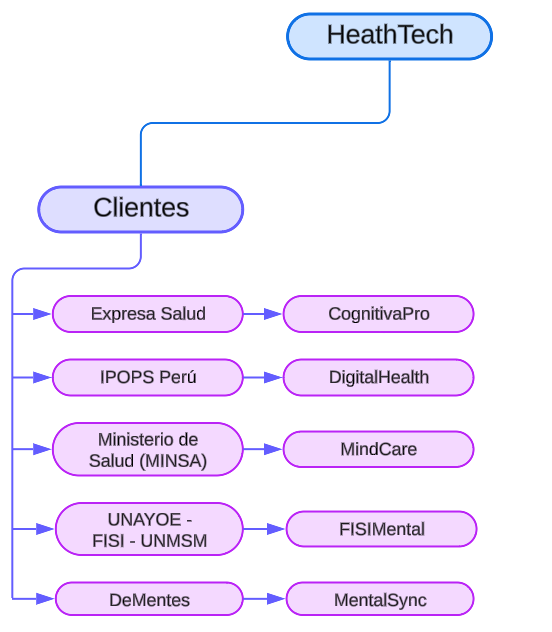 HeathTech
Clientes
Expresa Salud
CognitivaPro
IPOPS Perú
DigitalHealth
Ministerio de
Salud (MINSA)
MindCare
UNAYOE -
FISI - UNMSM
FISIMental
DeMentes
MentalSync